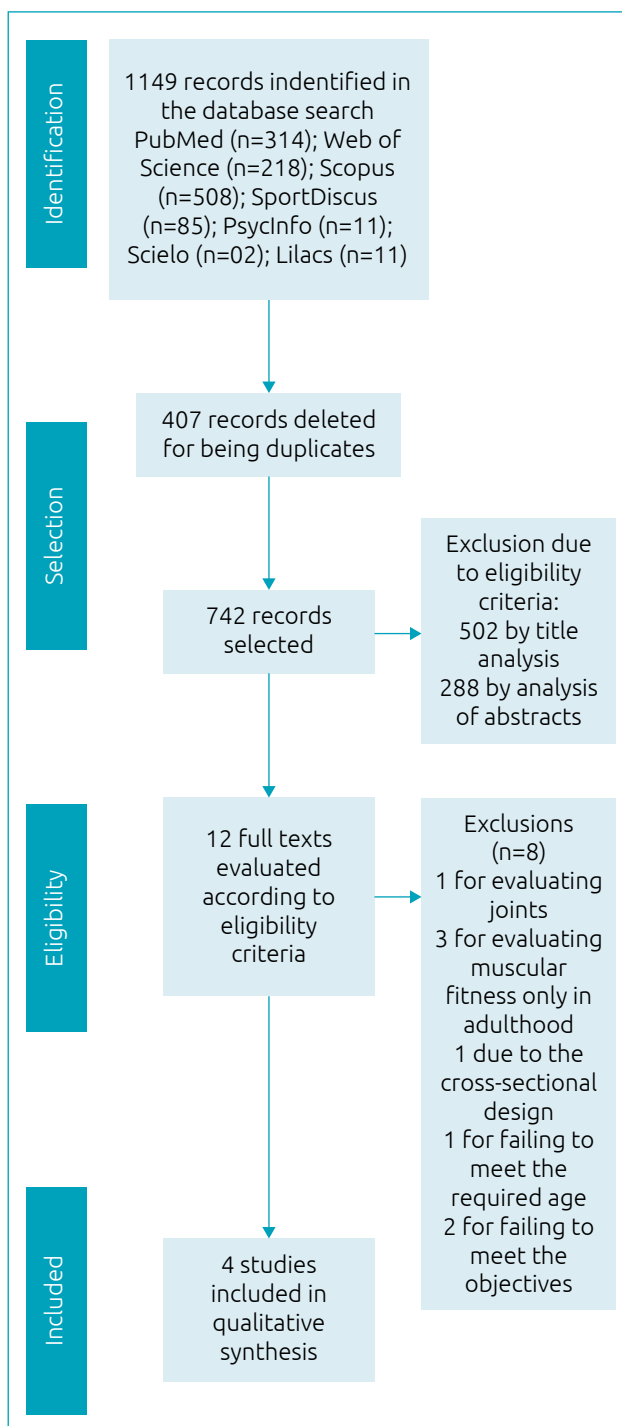 Identification
1149 records indentified in
the database search
PubMed (n=314); Web of
Science (n=218); Scopus
(n=508); SportDiscus
(n=85); PsycInfo (n=11);
Scielo (n=02); Lilacs (n=11)
Selection
407 records deleted
for being duplicates
742 records
selected
Exclusion due
to eligibility
criteria:
502 by title
analysis
288 by analysis
of abstracts
Eligibility
12 full texts
evaluated
according to
eligibility
criteria
Exclusions
(n=8)
1 for evaluating
joints
3 for evaluating
muscular
fitness only in
adulthood
1 due to the
cross-sectional
design
1 for failing to
meet the
required age
2 for failing to
meet the
objectives
Included
4 studies
included in
qualitative
synthesis